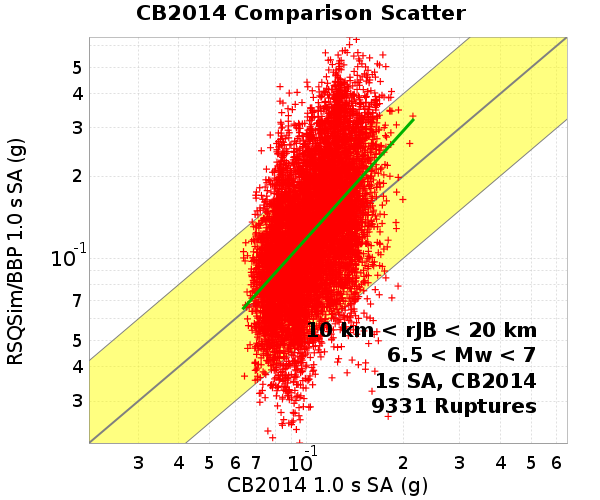 CB2014 Comparison Scatter
RSQSim/BBP 1.0 s SA (g)
5
4
3
2
10⁻¹
7
5
4
3
10 km < rJB < 20 km
6.5 < Mw < 7
1s SA, CB2014
9331 Ruptures
3 4 5 6 7 10⁻¹ 2 3 4 5 6
CB2014 1.0 s SA (g)